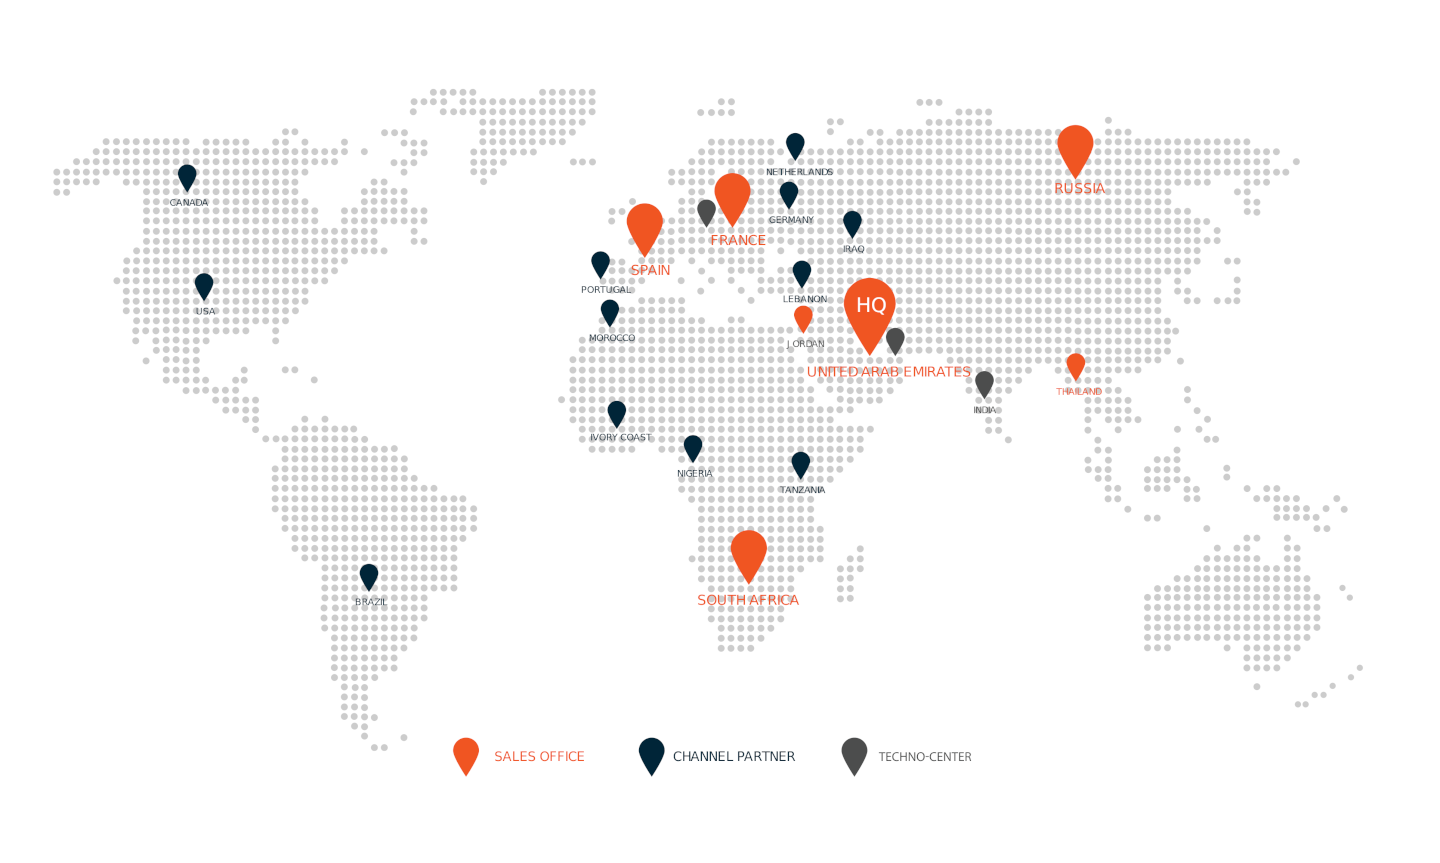 NETHERLANDS
RUSSIA
CANADA
GERMANY
FRANCE
IRAQ
SPAIN
PORTUGAL
LEBANON
HQ
USA
MOROCCO
JORDAN
UNITED ARAB EMIRATES
THAILAND
INDIA
IVORY COAST
NIGERIA
TANZANIA
SOUTH AFRICA
BRAZIL
SALES OFFICE
CHANNEL PARTNER
TECHNO-CENTER